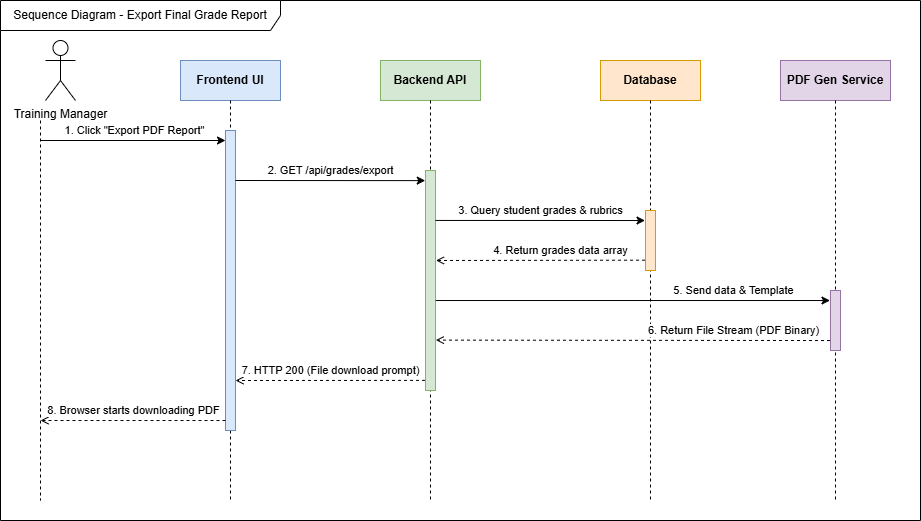 Sequence Diagram - Export Final Grade Report
Training Manager
Frontend UI
Backend API
Database
PDF Gen Service
1. Click "Export PDF Report"
2. GET /api/grades/export
3. Query student grades & rubrics
4. Return grades data array
5. Send data & Template
6. Return File Stream (PDF Binary)
7. HTTP 200 (File download prompt)
8. Browser starts downloading PDF